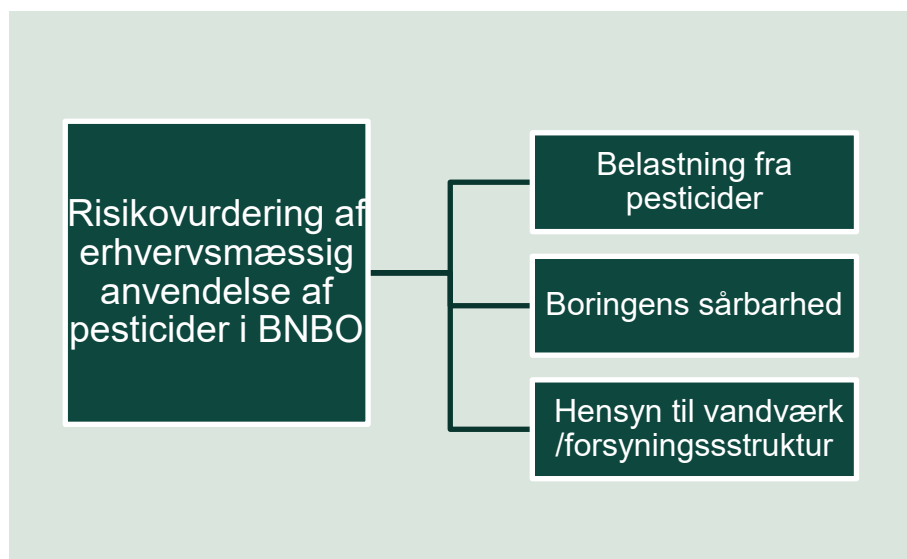 Risikovurdering af
erhvervsmæssig
anvendelse af
pesticider i BNBO
Belastning fra
pesticider
Boringens sårbarhed
Hensyn til vandværk
/forsyningssstruktur